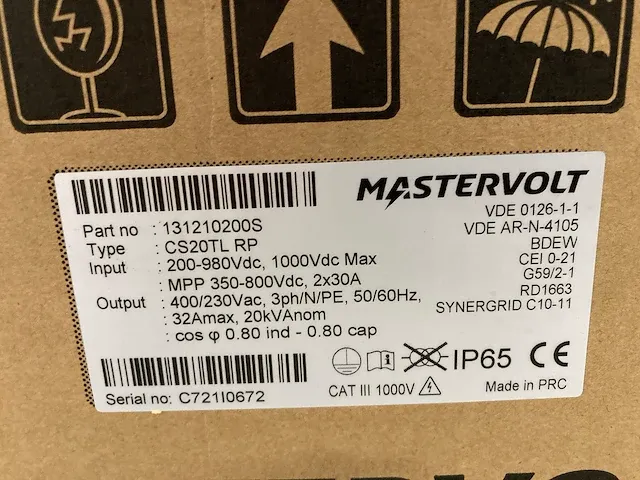 MASTERVOLT
Part no : 131210200S
Type : CS20TL RP
Input : 200-980Vdc, 1000Vdc Max
: MPP 350-800Vdc, 2x30A
Output : 400/230Vac, 3ph/N/PE, 50/60Hz,
: 32Amax, 20kVAnom
: cos φ 0.80 ind - 0.80 cap
VDE 0126-1-1
VDE AR-N-4105
BDEW
CEI 0-21
G59/2-1
RD1663
SYNERGRID C10-11
IP65 CE
CAT III 1000V
Made in PRC
Serial no: C721I0672